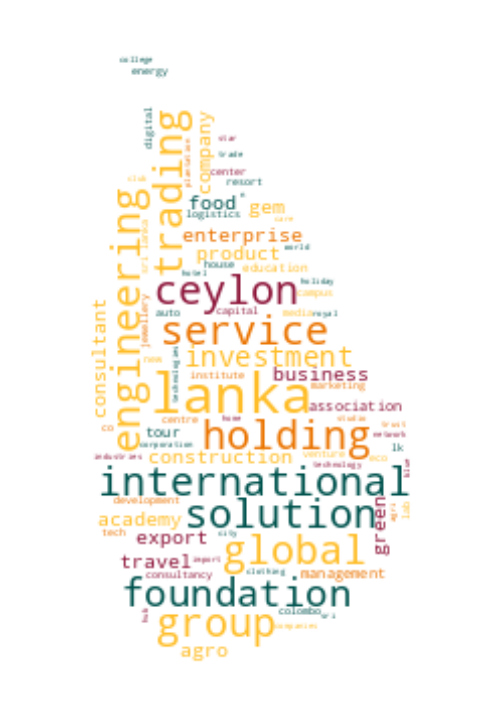 college
energy
digital
trading
company
star
plantation
trade
center
resort
club
food
gem
logistics
care
engineering
sri lanka
enterprise
world
product
house
education
hotel
holiday
ceylon
campus
consultant
jewellery
auto
capital
media
royal
service
new
technologies
investment
institute
business
marketing
lanka
association
co
centre
home
studio
trust
tour
holding
network
corporation
lk
industries
construction
venture
eco
technology
blue
international
development
solution
green
agri
lab
academy
tech
export
city
global
travel
import
consultancy
clothing
management
foundation
hub
colombo
sri
group
companies
agro